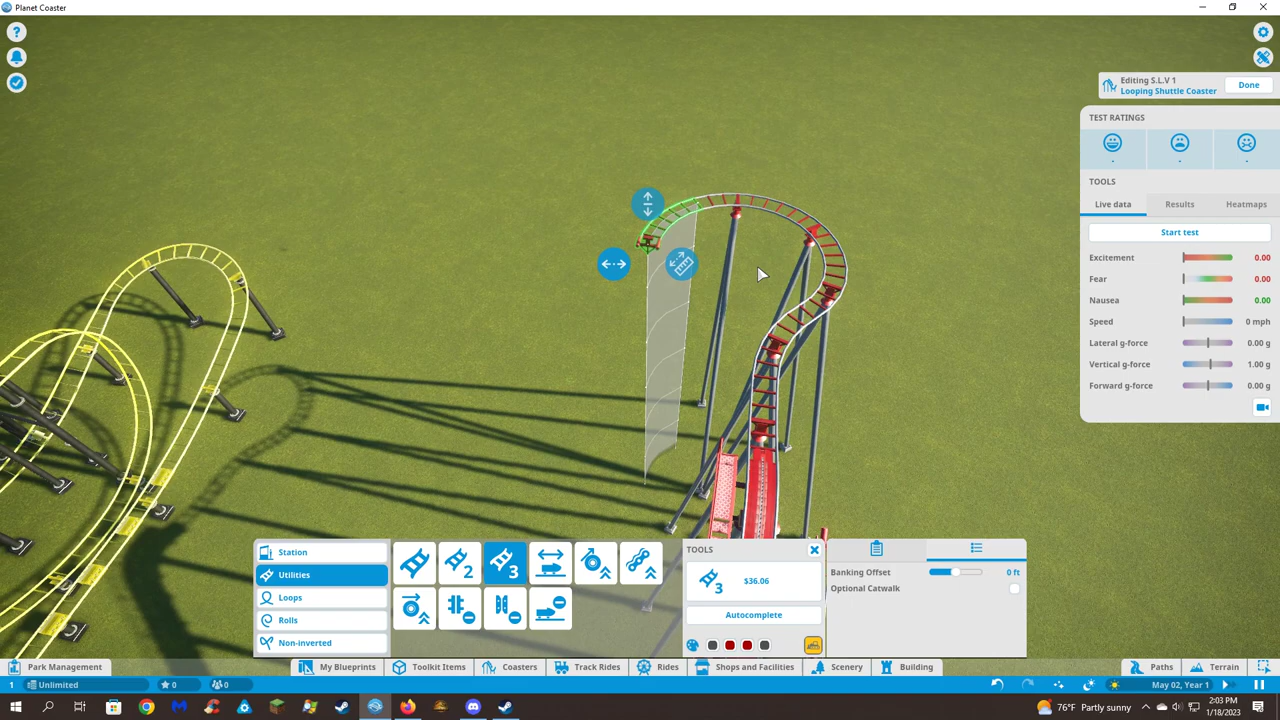 Planet Coaster
?
Editing S.L.V 1
Looping Shuttle Coaster
Done
TEST RATINGS
- - -
TOOLS
Live data Results Heatmaps
Start test
Excitement 0.00
Fear 0.00
Nausea 0.00
Speed 0 mph
Lateral g-force 0.00 g
Vertical g-force 1.00 g
Forward g-force 0.00 g
Station
Utilities
Loops
Rolls
Non-inverted
2 3
TOOLS
3 $36.06
Autocomplete
Banking Offset 0 ft
Optional Catwalk
Park Management My Blueprints Toolkit Items Coasters Track Rides Rides Shops and Facilities Scenery Building Paths Terrain
1 Unlimited 0 0 May 02, Year 1
76°F Partly sunny
2:03 PM
1/18/2023